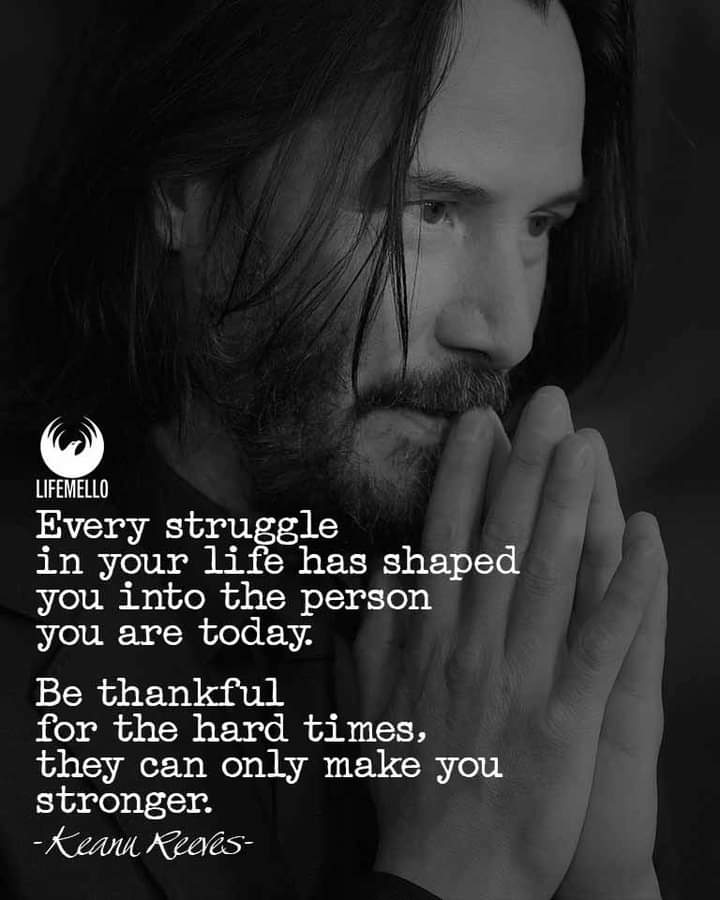 LIFEMELLO
Every struggle
in your life has shaped
you into the person
you are today.
Be thankful
for the hard times,
they can only make you
stronger.
-Keanu Reeves-